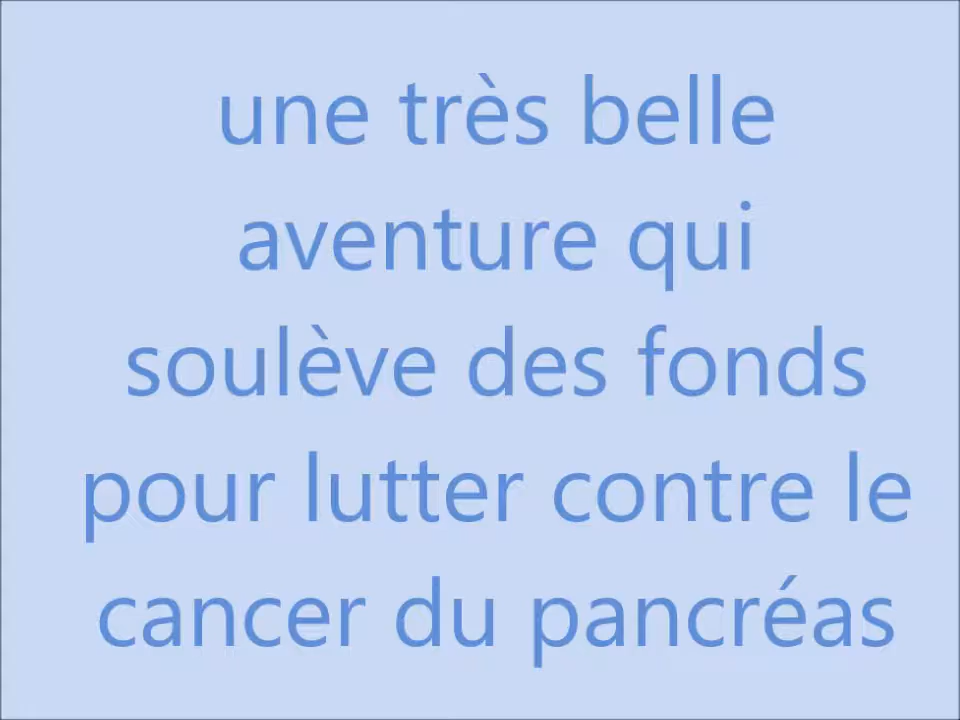 une très belle
aventure qui
soulève des fonds
pour lutter contre le
cancer du pancréas